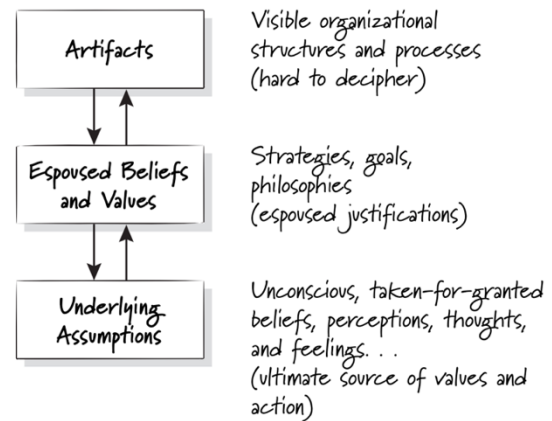 Artifacts
Visible organizational
structures and processes
(hard to decipher)
Espoused Beliefs
and Values
Strategies, goals,
philosophies
(espoused justifications)
Underlying
Assumptions
Unconscious, taken-for-granted
beliefs, perceptions, thoughts,
and feelings. . .
(ultimate source of values and
action)